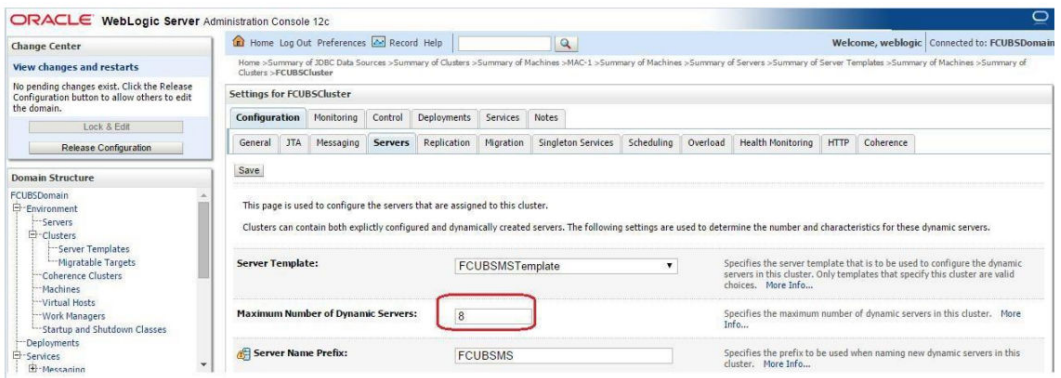 ORACLE WebLogic Server Administration Console 12c
Change Center
View changes and restarts
No pending changes exist. Click the Release
Configuration button to allow others to edit
the domain.
Lock & Edit
Release Configuration
Domain Structure
FCUBSDomain
Environment
Servers
Clusters
Server Templates
Migratable Targets
Coherence Clusters
Machines
Virtual Hosts
Work Managers
Startup and Shutdown Classes
Deployments
Services
Messaging
Home Log Out Preferences Record Help
Welcome, weblogic Connected to: FCUBSDomain
Home >Summary of JDBC Data Sources >Summary of Clusters >Summary of Machines >MAC-1 >Summary of Machines >Summary of Servers >Summary of Server Templates >Summary of Machines >Summary of
Clusters >FCUBSCluster
Settings for FCUBSCluster
Configuration Monitoring Control Deployments Services Notes
General JTA Messaging Servers Replication Migration Singleton Services Scheduling Overload Health Monitoring HTTP Coherence
Save
This page is used to configure the servers that are assigned to this cluster.
Clusters can contain both explictly configured and dynamically created servers. The following settings are used to determine the number and characteristics for these dynamic servers.
Server Template:
FCUBSMSTemplate
Specifies the server template that is to be used to configure the dynamic
servers in this cluster. Only templates that specify this cluster are valid
choices. More Info...
Maximum Number of Dynamic Servers:
8
Specifies the maximum number of dynamic servers in this cluster. More
Info...
Server Name Prefix:
FCUBSMS
Specifies the prefix to be used when naming new dynamic servers in this
cluster. More Info...